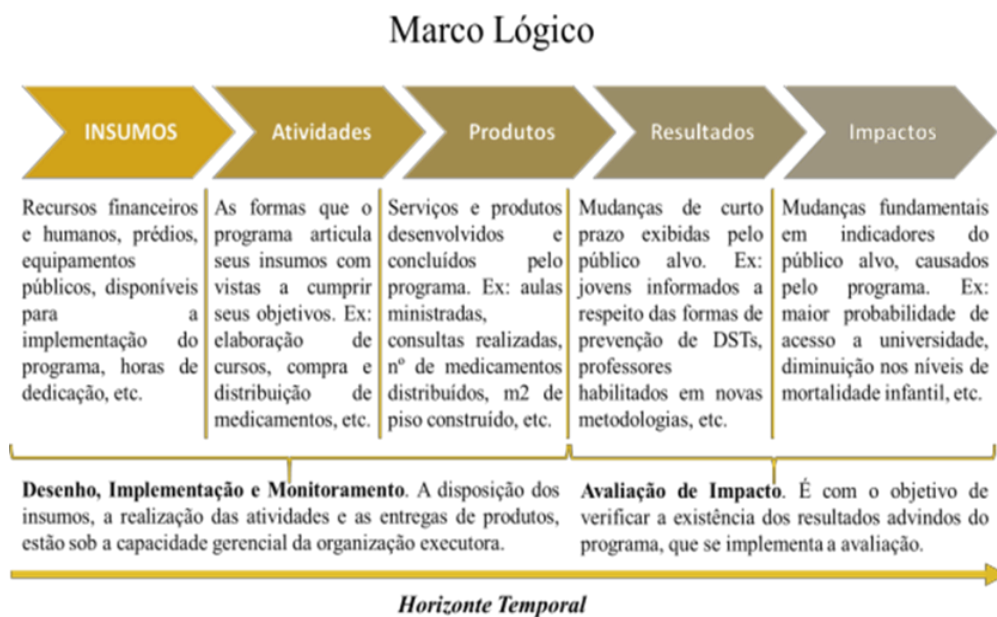 Marco Lógico
INSUMOS
Atividades
Produtos
Resultados
Impactos
Recursos financeiros
e humanos, prédios,
equipamentos
públicos, disponíveis
para a
implementação do
programa, horas de
dedicação, etc.
As formas que o
programa articula
seus insumos com
vistas a cumprir
seus objetivos. Ex:
elaboração de
cursos, compra e
distribuição de
medicamentos, etc.
Serviços e produtos
desenvolvidos e
concluídos pelo
programa. Ex: aulas
ministradas,
consultas realizadas,
nº de medicamentos
distribuídos, m2 de
piso construído, etc.
Mudanças de curto
prazo exibidas pelo
público alvo. Ex:
jovens informados a
respeito das formas de
prevenção de DSTs,
professores
habilitados em novas
metodologias, etc.
Mudanças fundamentais
em indicadores do
público alvo, causados
pelo programa. Ex:
maior probabilidade de
acesso a universidade,
diminuição nos níveis de
mortalidade infantil, etc.
Desenho, Implementação e Monitoramento. A disposição dos
insumos, a realização das atividades e as entregas de produtos,
estão sob a capacidade gerencial da organização executora.
Avaliação de Impacto. É com o objetivo de
verificar a existência dos resultados advindos do
programa, que se implementa a avaliação.
Horizonte Temporal